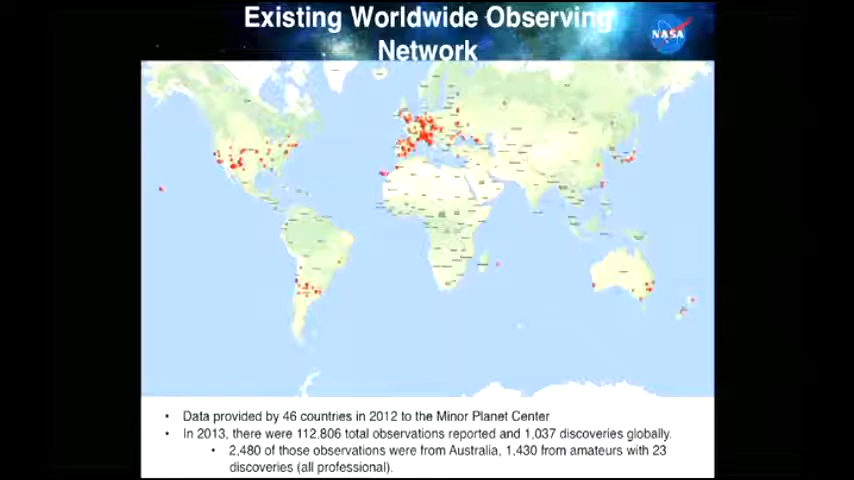 Existing Worldwide Observing
Network
NASA
• Data provided by 46 countries in 2012 to the Minor Planet Center
• In 2013, there were 112,806 total observations reported and 1,037 discoveries globally.
• 2,480 of those observations were from Australia, 1,430 from amateurs with 23
discoveries (all professional).